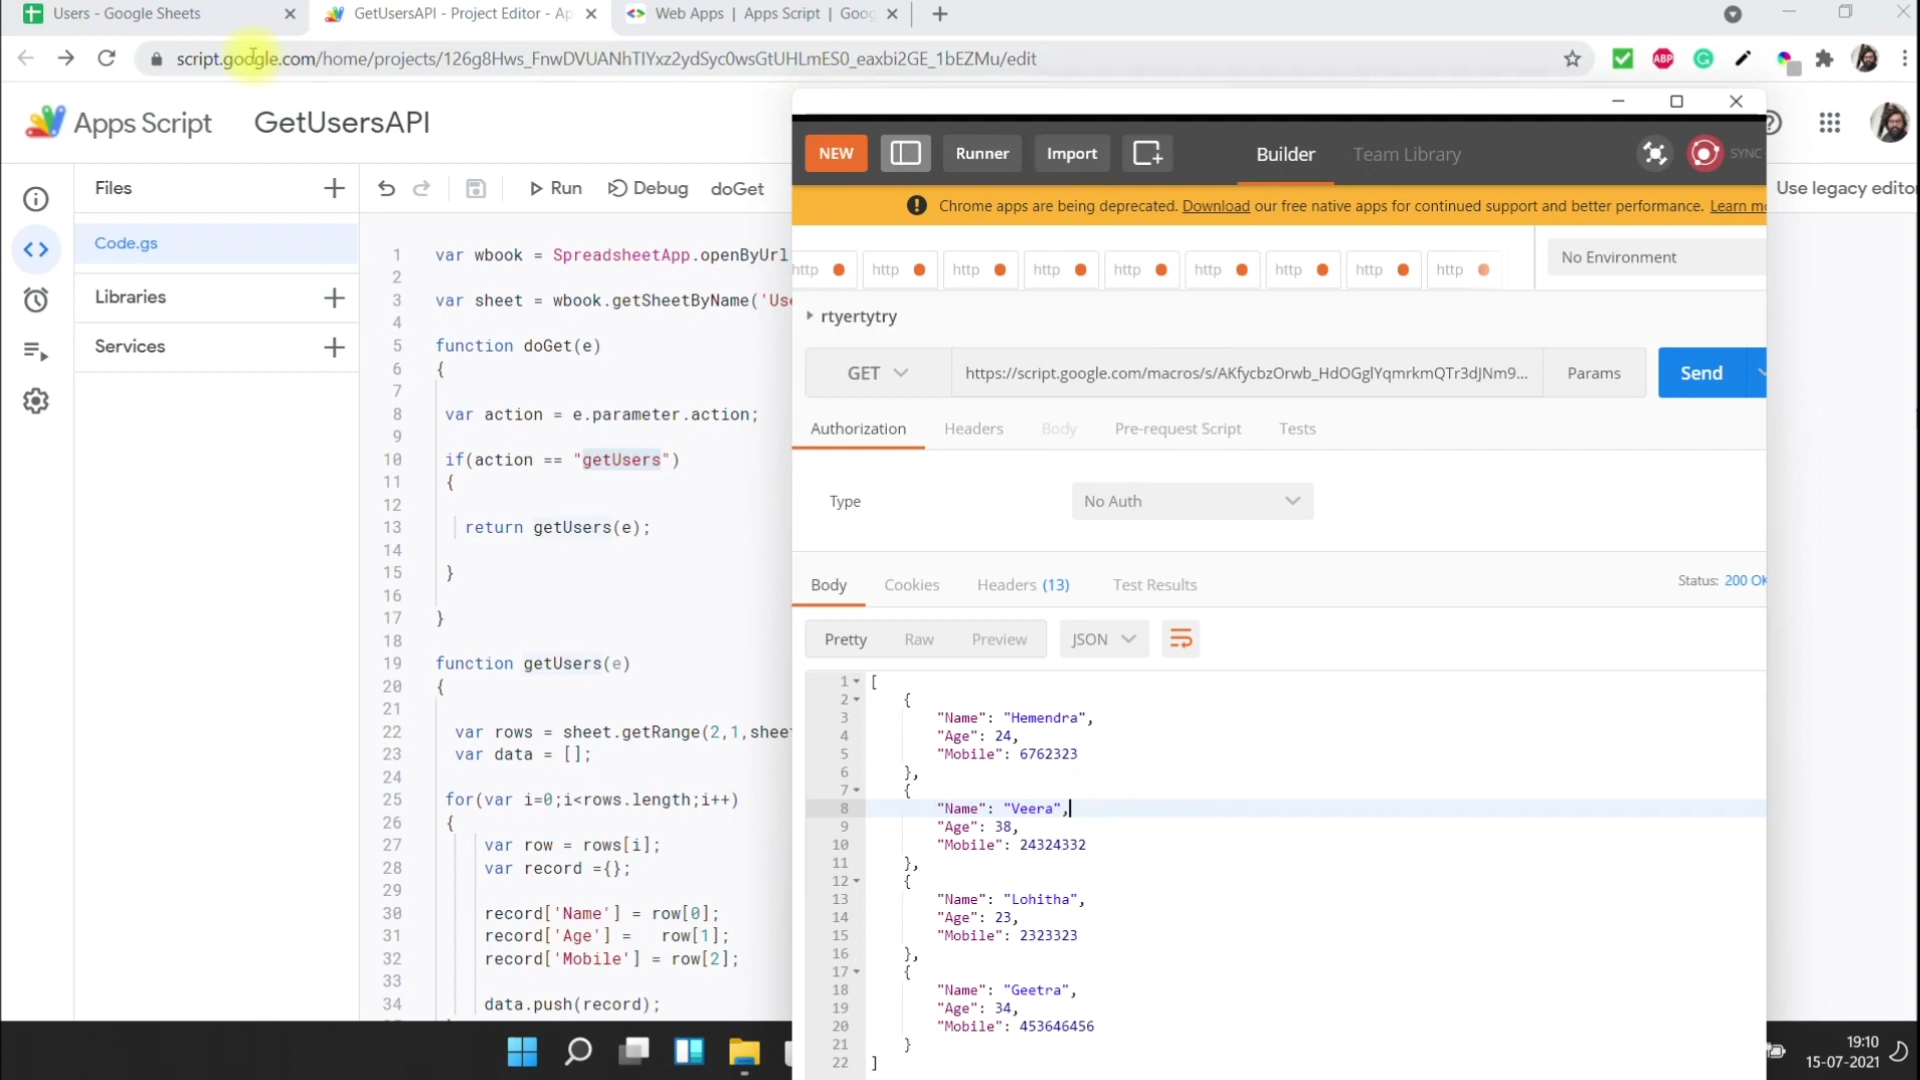 Users - Google Sheets
GetUsersAPI - Project Editor - Ap
Web Apps | Apps Script | Goog
script.google.com/home/projects/126g8Hws_FnwDVUANhTIYxz2ydSyc0wsGtUHLmES0_eaxbi2GE_1bEZMu/edit
ABP
Apps Script
GetUsersAPI
Files
Run
Debug
doGet
Use legacy editor
Code.gs
Libraries
Services
1 var wbook = SpreadsheetApp.openByUrl
2
3 var sheet = wbook.getSheetByName('Use
4
5 function doGet(e)
6 {
7
8 var action = e.parameter.action;
9
10 if(action == "getUsers")
11 {
12
13 return getUsers(e);
14
15 }
16
17 }
18
19 function getUsers(e)
20 {
21
22 var rows = sheet.getRange(2,1,shee
23 var data = [];
24
25 for(var i=0;i<rows.length;i++)
26 {
27 var row = rows[i];
28 var record ={};
29
30 record['Name'] = row[0];
31 record['Age'] = row[1];
32 record['Mobile'] = row[2];
33
34 data.push(record);
NEW
Runner
Import
Builder
Team Library
SYNC
Chrome apps are being deprecated. Download our free native apps for continued support and better performance. Learn mo
http http http http http http http http http
No Environment
rtyertytry
GET
https://script.google.com/macros/s/AKfycbzOrwb_HdOGglYqmrkmQTr3dJNm9...
Params
Send
Authorization
Headers
Body
Pre-request Script
Tests
Type
No Auth
Body
Cookies
Headers (13)
Test Results
Status: 200 OK
Pretty
Raw
Preview
JSON
1 [
2 {
3 "Name": "Hemendra",
4 "Age": 24,
5 "Mobile": 6762323
6 },
7 {
8 "Name": "Veera",
9 "Age": 38,
10 "Mobile": 24324332
11 },
12 {
13 "Name": "Lohitha",
14 "Age": 23,
15 "Mobile": 2323323
16 },
17 {
18 "Name": "Geetra",
19 "Age": 34,
20 "Mobile": 453646456
21 }
22 ]
19:10
15-07-2021